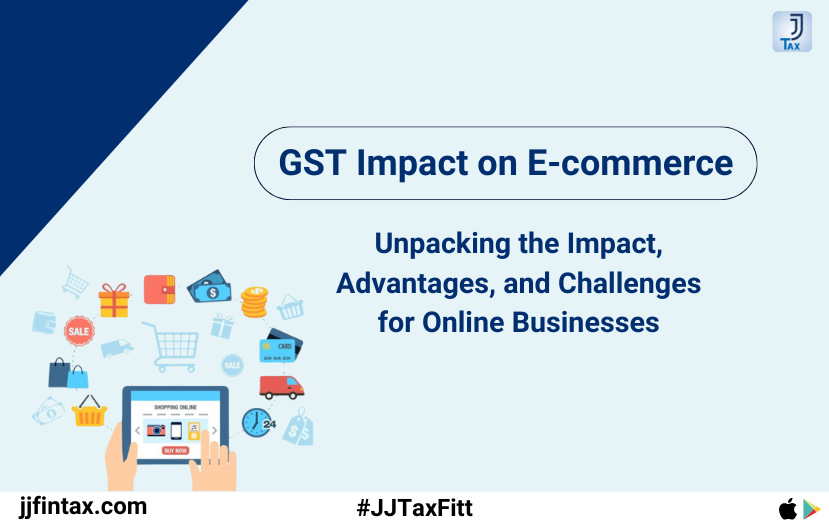 J
TAX
GST Impact on E-commerce
Unpacking the Impact,
Advantages, and Challenges
for Online Businesses
SALE
CARD
SALE
SHOPPING ONLINE
24
BUY NOW
jjfintax.com
#JJTaxFitt